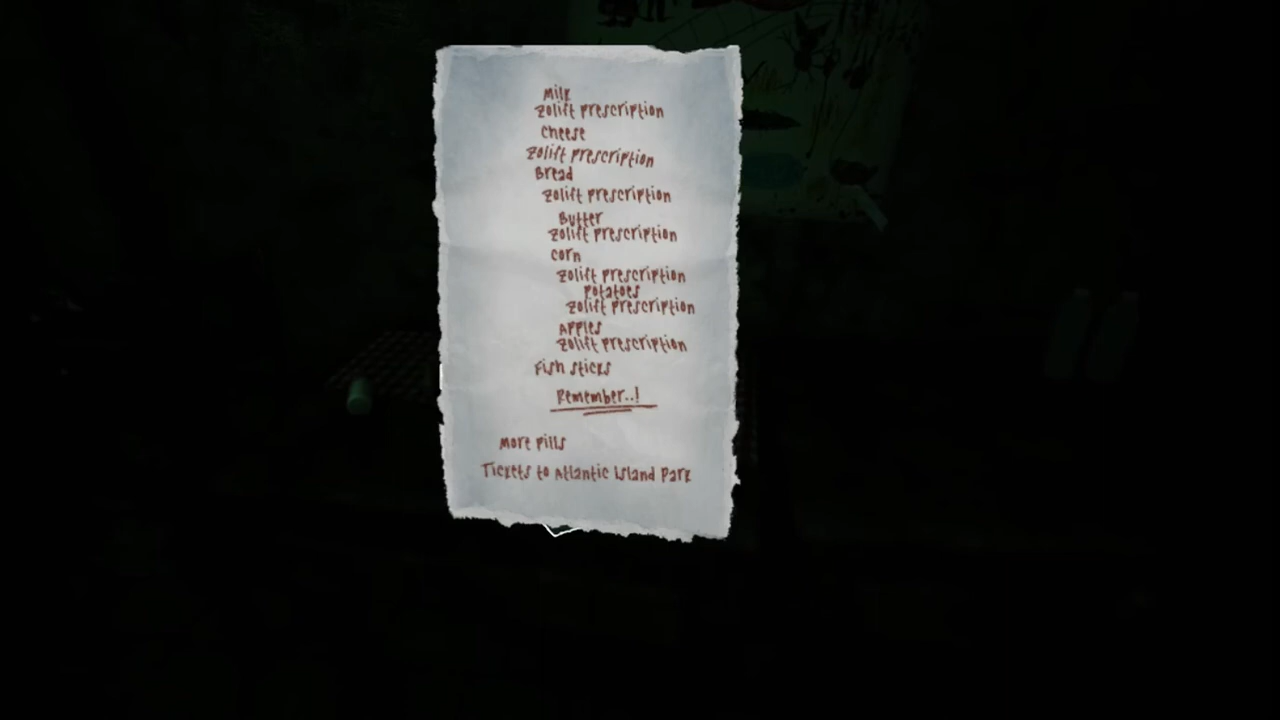 Milk
Zolift prescription
Cheese
Zolift prescription
Bread
Zolift prescription
Butter
Zolift prescription
Corn
Zolift prescription
Potatoes
Zolift prescription
Apples
Zolift prescription
Fish sticks
Remember..!
More pills
Tickets to Atlantic Island Park